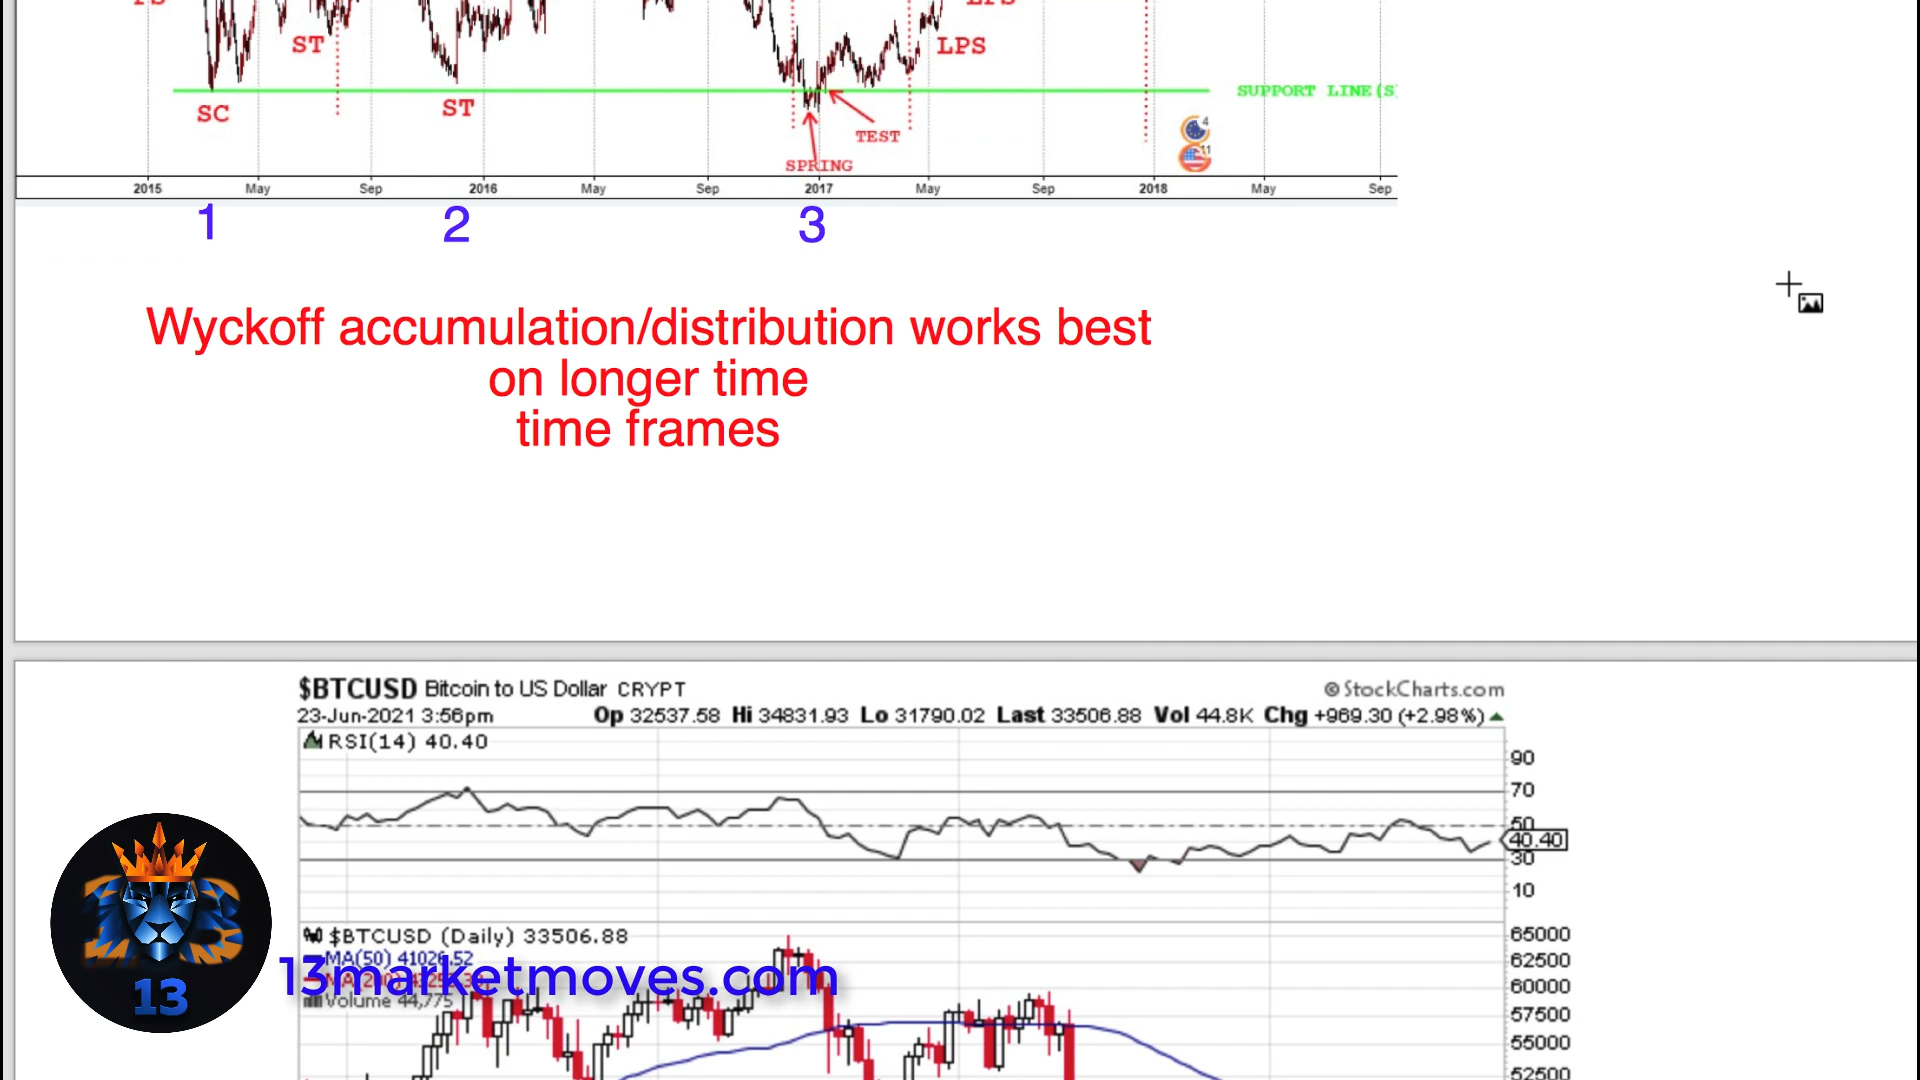 LPS
ST
LPS
SUPPORT LINE(S
SC
ST
TEST
SPRING
4
11
2015 May Sep 2016 May Sep 2017 May Sep 2018 May Sep
1 2 3
Wyckoff accumulation/distribution works best
on longer time
time frames
$BTCUSD Bitcoin to US Dollar CRYPT
© StockCharts.com
23-Jun-2021 3:56pm
Op 32537.58 Hi 34831.93 Lo 31790.02 Last 33506.88 Vol 44.8K Chg +969.30 (+2.98%)
RSI(14) 40.40
90
70
50
40.40
30
10
$BTCUSD (Daily) 33506.88
MA(50) 41026.52
Volume 44,775
13marketmoves.com
13
65000
62500
60000
57500
55000
52500